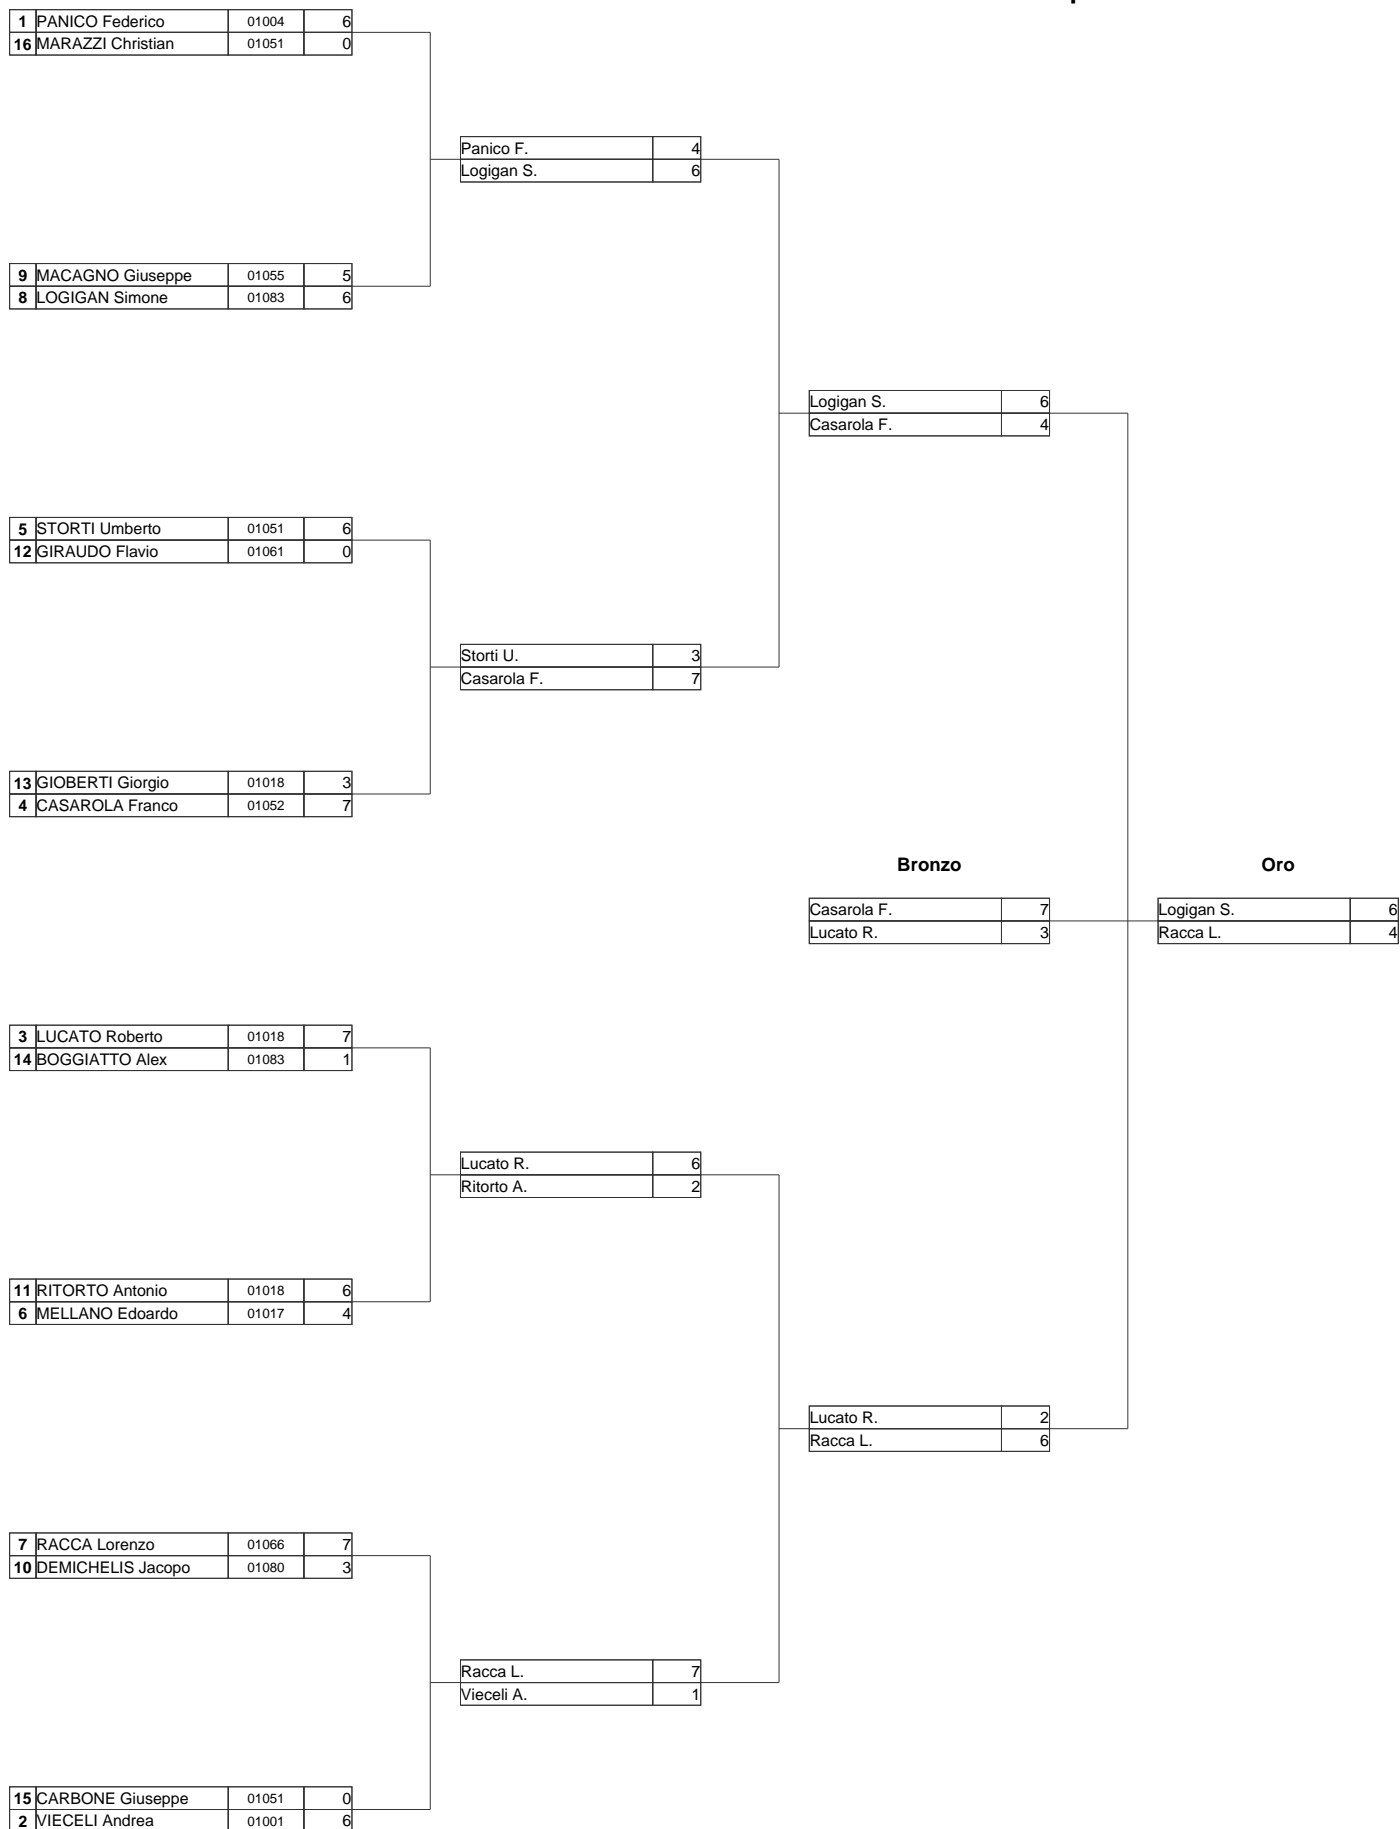 1 PANICO Federico 01004 6
16 MARAZZI Christian 01051 0
Panico F. 4
Logigan S. 6
9 MACAGNO Giuseppe 01055 5
8 LOGIGAN Simone 01083 6
Logigan S. 6
Casarola F. 4
5 STORTI Umberto 01051 6
12 GIRAUDO Flavio 01061 0
Storti U. 3
Casarola F. 7
13 GIOBERTI Giorgio 01018 3
4 CASAROLA Franco 01052 7
Bronzo Oro
Casarola F. 7 Logigan S. 6
Lucato R. 3 Racca L. 4
3 LUCATO Roberto 01018 7
14 BOGGIATTO Alex 01083 1
Lucato R. 6
Ritorto A. 2
11 RITORTO Antonio 01018 6
6 MELLANO Edoardo 01017 4
Lucato R. 2
Racca L. 6
7 RACCA Lorenzo 01066 7
10 DEMICHELIS Jacopo 01080 3
Racca L. 7
Vieceli A. 1
15 CARBONE Giuseppe 01051 0
2 VIECELI Andrea 01001 6